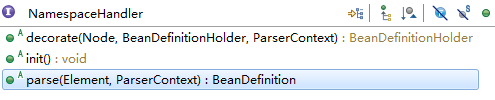 NamespaceHandler
decorate(Node, BeanDefinitionHolder, ParserContext) : BeanDefinitionHolder
init() : void
parse(Element, ParserContext) : BeanDefinition